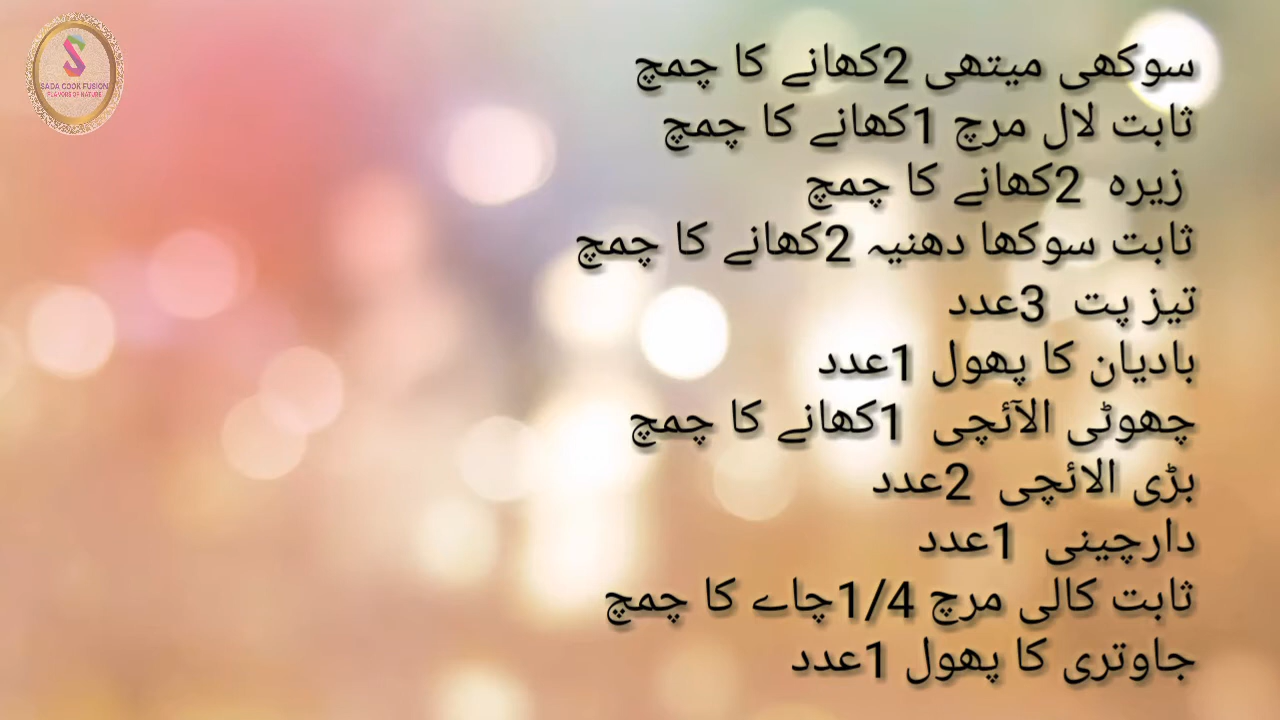 SADA COOK FUSION
FLAVORS OF NATURE
سوکھی میتھی 2کھانے کا چمچ
ثابت لال مرچ 1کھانے کا چمچ
زیرہ 2کھانے کا چمچ
ثابت سوکھا دھنیہ 2کھانے کا چمچ
تیز پت 3عدد
بادیان کا پھول 1عدد
چھوٹی الآئچی 1کھانے کا چمچ
بڑی الائچی 2عدد
دارچینی 1عدد
ثابت کالی مرچ 1/4چاے کا چمچ
جاوتری کا پھول 1عدد